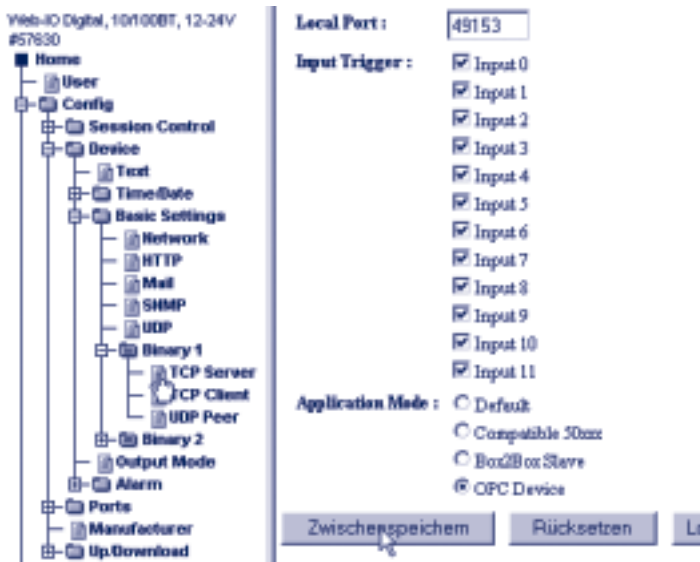 Web-IO Digital, 10/100BT, 12-24V
#57630
Home
User
Config
Session Control
Device
Text
Time/Date
Basic Settings
Network
HTTP
Mail
SNMP
UDP
Binary 1
TCP Server
TCP Client
UDP Peer
Binary 2
Output Mode
Alarm
Ports
Manufacturer
Up/Download
Local Port :
49153
Input Trigger :
Input 0
Input 1
Input 2
Input 3
Input 4
Input 5
Input 6
Input 7
Input 8
Input 9
Input 10
Input 11
Application Mode :
Default
Compatible 50xxx
Box2Box Slave
OPC Device
Zwischenspeichern
Rücksetzen